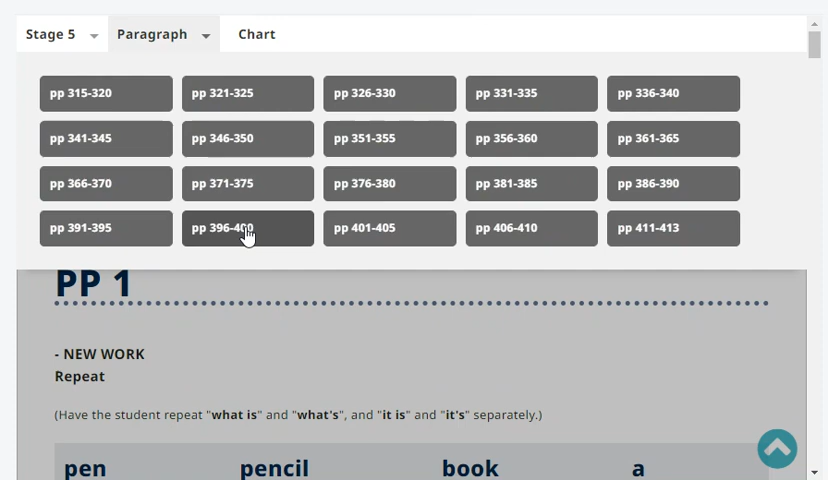 Stage 5 Paragraph Chart
pp 315-320 pp 321-325 pp 326-330 pp 331-335 pp 336-340
pp 341-345 pp 346-350 pp 351-355 pp 356-360 pp 361-365
pp 366-370 pp 371-375 pp 376-380 pp 381-385 pp 386-390
pp 391-395 pp 396-400 pp 401-405 pp 406-410 pp 411-413
PP 1
- NEW WORK
Repeat
(Have the student repeat "what is" and "what's", and "it is" and "it's" separately.)
pen pencil book a